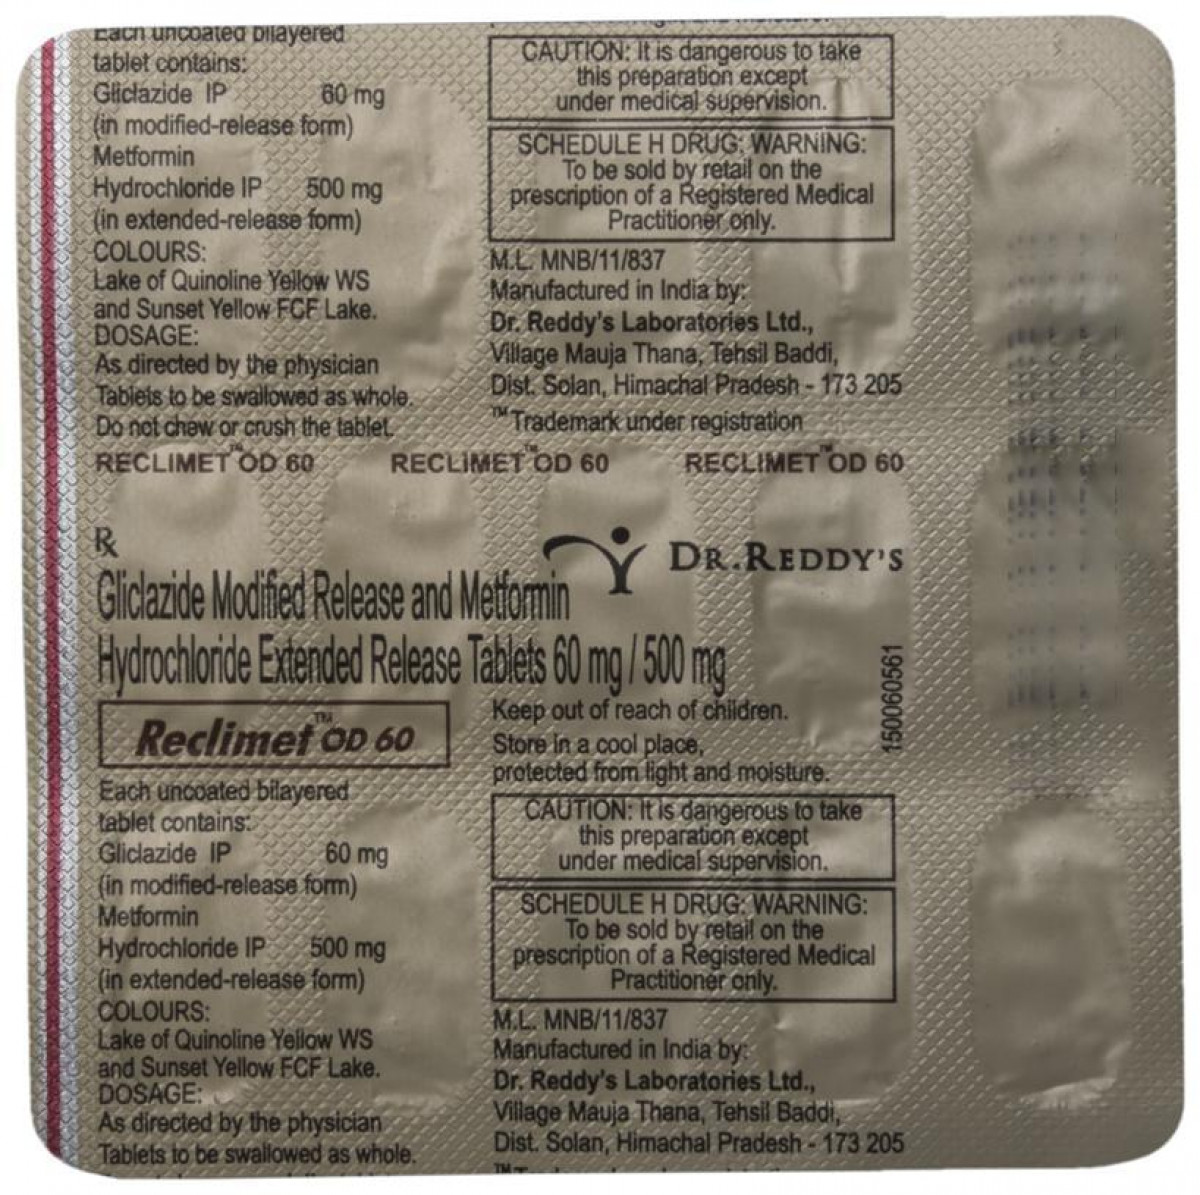 Each uncoated bilayered
tablet contains:
Gliclazide IP 60 mg
(in modified-release form)
Metformin
Hydrochloride IP 500 mg
(in extended-release form)
COLOURS:
Lake of Quinoline Yellow WS
and Sunset Yellow FCF Lake.
DOSAGE:
As directed by the physician
Tablets to be swallowed as whole.
Do not chew or crush the tablet.
CAUTION: It is dangerous to take
this preparation except
under medical supervision.
SCHEDULE H DRUG: WARNING:
To be sold by retail on the
prescription of a Registered Medical
Practitioner only.
M.L. MNB/11/837
Manufactured in India by:
Dr. Reddy's Laboratories Ltd.,
Village Mauja Thana, Tehsil Baddi,
Dist. Solan, Himachal Pradesh - 173 205
™Trademark under registration
RECLIMET™OD 60 RECLIMET™OD 60 RECLIMET™OD 60
℞
DR.REDDY'S
Gliclazide Modified Release and Metformin
Hydrochloride Extended Release Tablets 60 mg / 500 mg
Reclimet™ OD 60
Each uncoated bilayered
tablet contains:
Gliclazide IP 60 mg
(in modified-release form)
Metformin
Hydrochloride IP 500 mg
(in extended-release form)
COLOURS:
Lake of Quinoline Yellow WS
and Sunset Yellow FCF Lake.
DOSAGE:
As directed by the physician
Tablets to be swallowed as whole.
Keep out of reach of children.
Store in a cool place,
protected from light and moisture.
150060561
CAUTION: It is dangerous to take
this preparation except
under medical supervision.
SCHEDULE H DRUG: WARNING:
To be sold by retail on the
prescription of a Registered Medical
Practitioner only.
M.L. MNB/11/837
Manufactured in India by:
Dr. Reddy's Laboratories Ltd.,
Village Mauja Thana, Tehsil Baddi,
Dist. Solan, Himachal Pradesh - 173 205